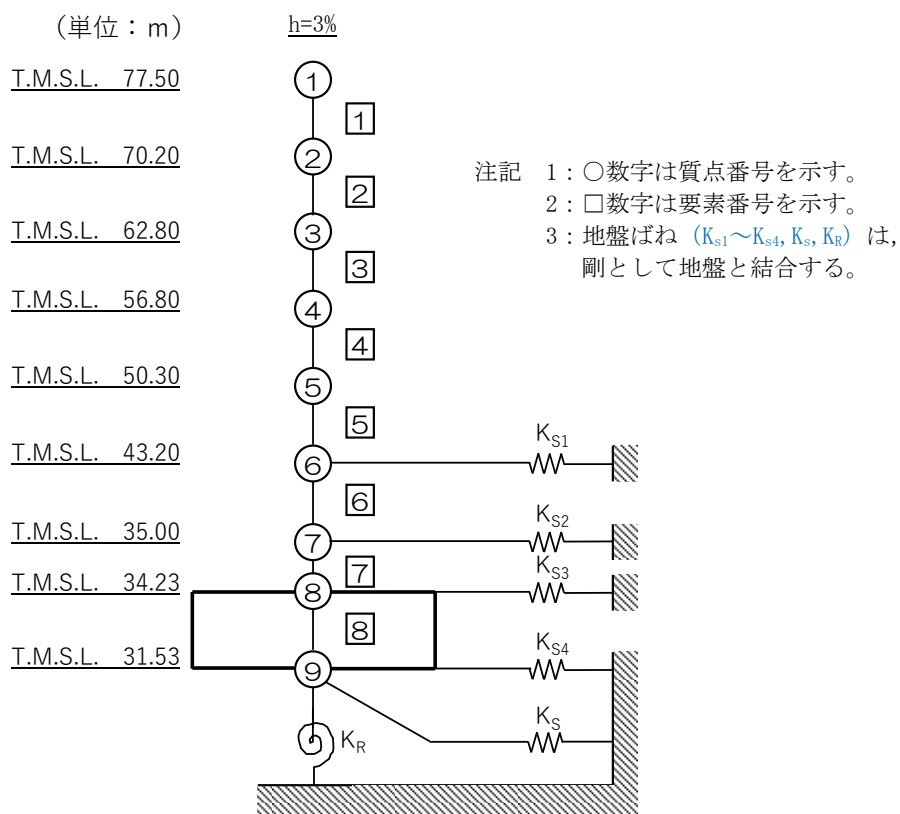 （単位：m）
h=3%
T.M.S.L. 77.50
1
1
T.M.S.L. 70.20
2
2
T.M.S.L. 62.80
3
3
T.M.S.L. 56.80
4
4
T.M.S.L. 50.30
5
5
T.M.S.L. 43.20
6
KS1
6
T.M.S.L. 35.00
7
KS2
7
T.M.S.L. 34.23
8
KS3
8
T.M.S.L. 31.53
9
KS4
KS
KR
注記 1：○数字は質点番号を示す。
2：□数字は要素番号を示す。
3：地盤ばね（Ks1～Ks4, Ks, KR）は，
剛として地盤と結合する。